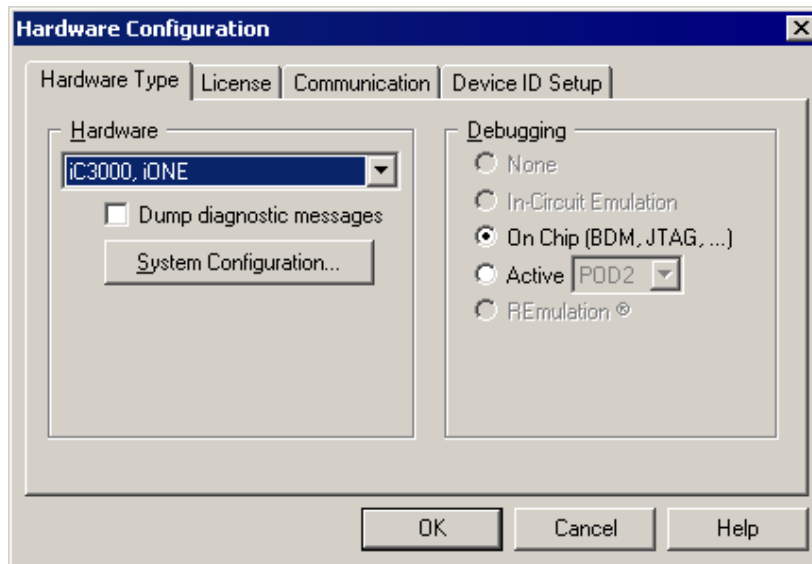 Hardware Configuration
Hardware Type
License
Communication
Device ID Setup
Hardware
iC3000, iONE
Dump diagnostic messages
System Configuration...
Debugging
None
In-Circuit Emulation
On Chip (BDM, JTAG, ...)
Active POD2
REmulation ®
OK
Cancel
Help